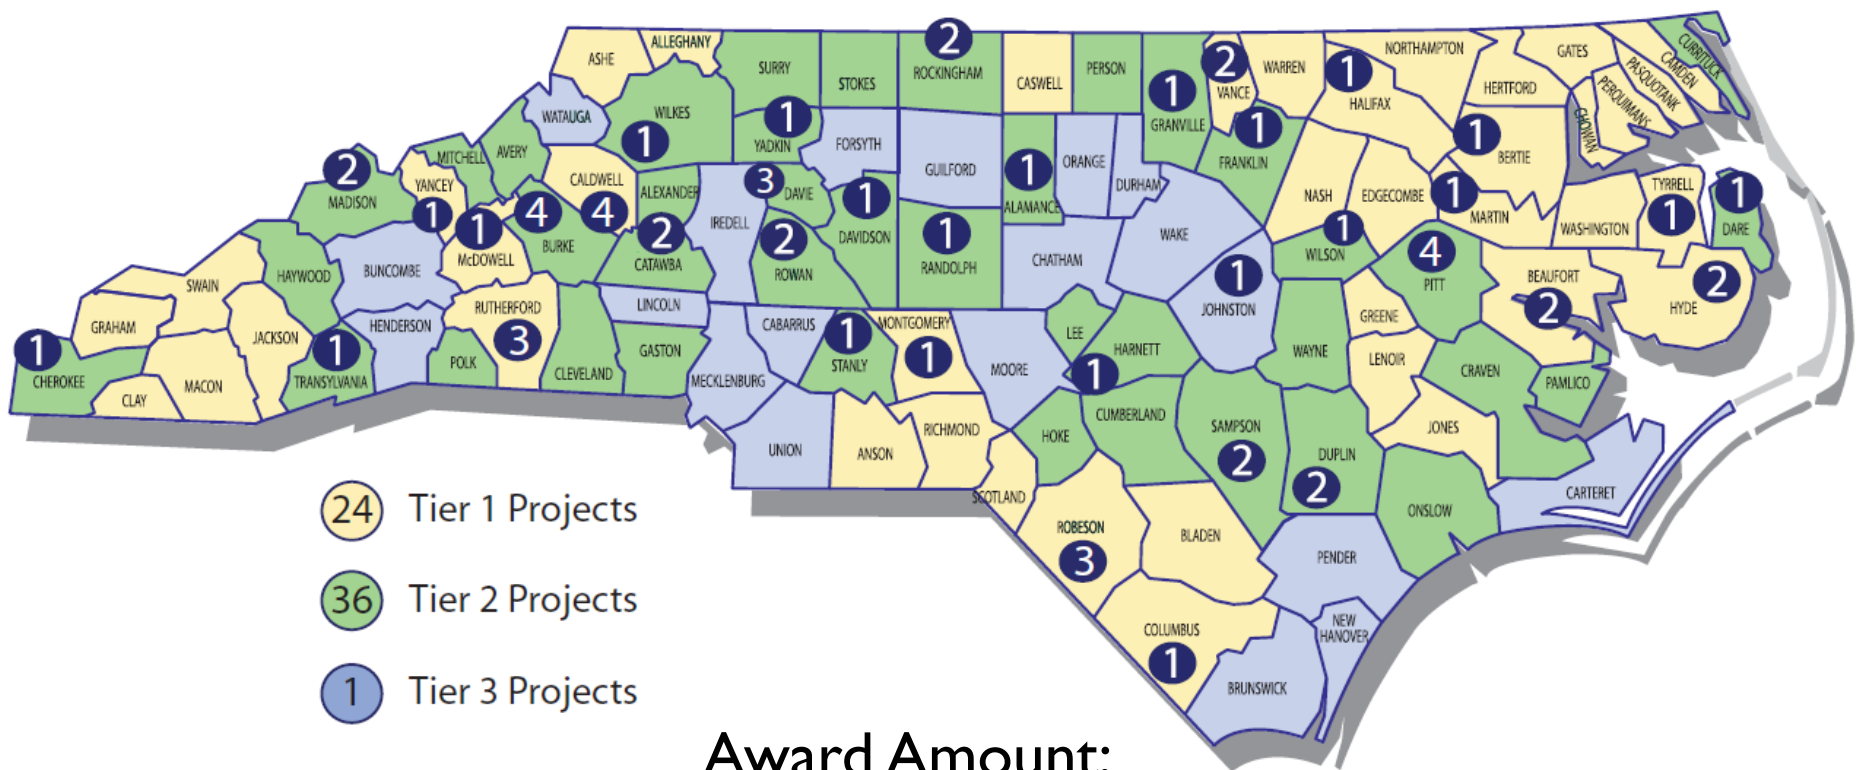 ASHE
ALLEGHANY
SURRY
STOKES
2
ROCKINGHAM
CASWELL
PERSON
1
GRANVILLE
2
VANCE
WARREN
1
HALIFAX
NORTHAMPTON
GATES
HERTFORD
CURRITUCK
CAMDEN
PASQUOTANK
PERQUIMANS
CHOWAN
WATAUGA
WILKES
1
1
YADKIN
FORSYTH
GUILFORD
1
ALAMANCE
ORANGE
DURHAM
1
FRANKLIN
NASH
EDGECOMBE
1
BERTIE
1
MARTIN
WASHINGTON
TYRRELL
1
1
DARE
2
MADISON
MITCHELL
AVERY
YANCEY
1
CALDWELL
4
ALEXANDER
3
DAVIE
1
DAVIDSON
1
RANDOLPH
IREDELL
2
ROWAN
2
CATAWBA
4
BURKE
1
McDOWELL
CHATHAM
WAKE
1
JOHNSTON
1
WILSON
4
PITT
2
BEAUFORT
2
HYDE
SWAIN
HAYWOOD
BUNCOMBE
GRAHAM
JACKSON
1
CHEROKEE
CLAY
MACON
1
TRANSYLVANIA
HENDERSON
RUTHERFORD
3
POLK
CLEVELAND
LINCOLN
GASTON
MECKLENBURG
CABARRUS
1
STANLY
MONTGOMERY
1
MOORE
LEE
1
HARNETT
WAYNE
GREENE
LENOIR
CRAVEN
PAMLICO
UNION
ANSON
RICHMOND
SCOTLAND
HOKE
CUMBERLAND
SAMPSON
2
DUPLIN
2
JONES
ONSLOW
CARTERET
ROBESON
3
BLADEN
PENDER
COLUMBUS
1
BRUNSWICK
NEW
HANOVER
24 Tier 1 Projects
36 Tier 2 Projects
1 Tier 3 Projects
Award Amount: